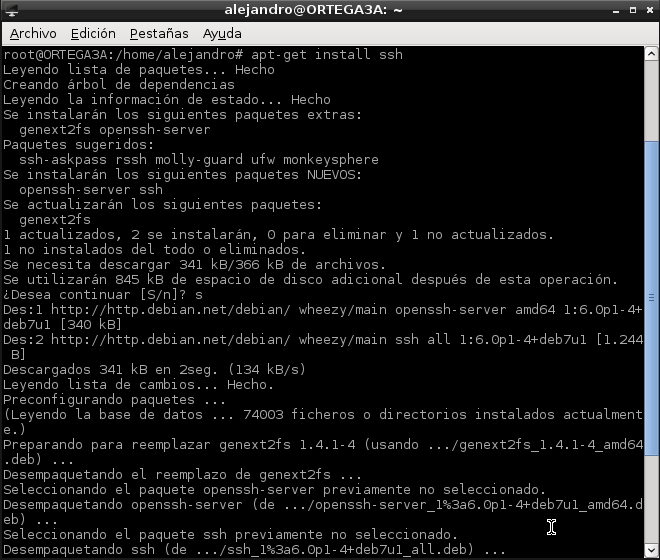 alejandro@ORTEGA3A: ~
Archivo Edición Pestañas Ayuda
root@ORTEGA3A:/home/alejandro# apt-get install ssh
Leyendo lista de paquetes... Hecho
Creando árbol de dependencias
Leyendo la información de estado... Hecho
Se instalarán los siguientes paquetes extras:
  genext2fs openssh-server
Paquetes sugeridos:
  ssh-askpass rssh molly-guard ufw monkeysphere
Se instalarán los siguientes paquetes NUEVOS:
  openssh-server ssh
Se actualizarán los siguientes paquetes:
  genext2fs
1 actualizados, 2 se instalarán, 0 para eliminar y 1 no actualizados.
1 no instalados del todo o eliminados.
Se necesita descargar 341 kB/366 kB de archivos.
Se utilizarán 845 kB de espacio de disco adicional después de esta operación.
¿Desea continuar [S/n]? s
Des:1 http://http.debian.net/debian/ wheezy/main openssh-server amd64 1:6.0p1-4+
deb7u1 [340 kB]
Des:2 http://http.debian.net/debian/ wheezy/main ssh all 1:6.0p1-4+deb7u1 [1.244
 B]
Descargados 341 kB en 2seg. (134 kB/s)
Leyendo lista de cambios... Hecho.
Preconfigurando paquetes ...
(Leyendo la base de datos ... 74003 ficheros o directorios instalados actualment
e.)
Preparando para reemplazar genext2fs 1.4.1-4 (usando .../genext2fs_1.4.1-4_amd64
.deb) ...
Desempaquetando el reemplazo de genext2fs ...
Seleccionando el paquete openssh-server previamente no seleccionado.
Desempaquetando openssh-server (de .../openssh-server_1%3a6.0p1-4+deb7u1_amd64.d
eb) ...
Seleccionando el paquete ssh previamente no seleccionado.
Desempaquetando ssh (de .../ssh_1%3a6.0p1-4+deb7u1_all.deb) ...